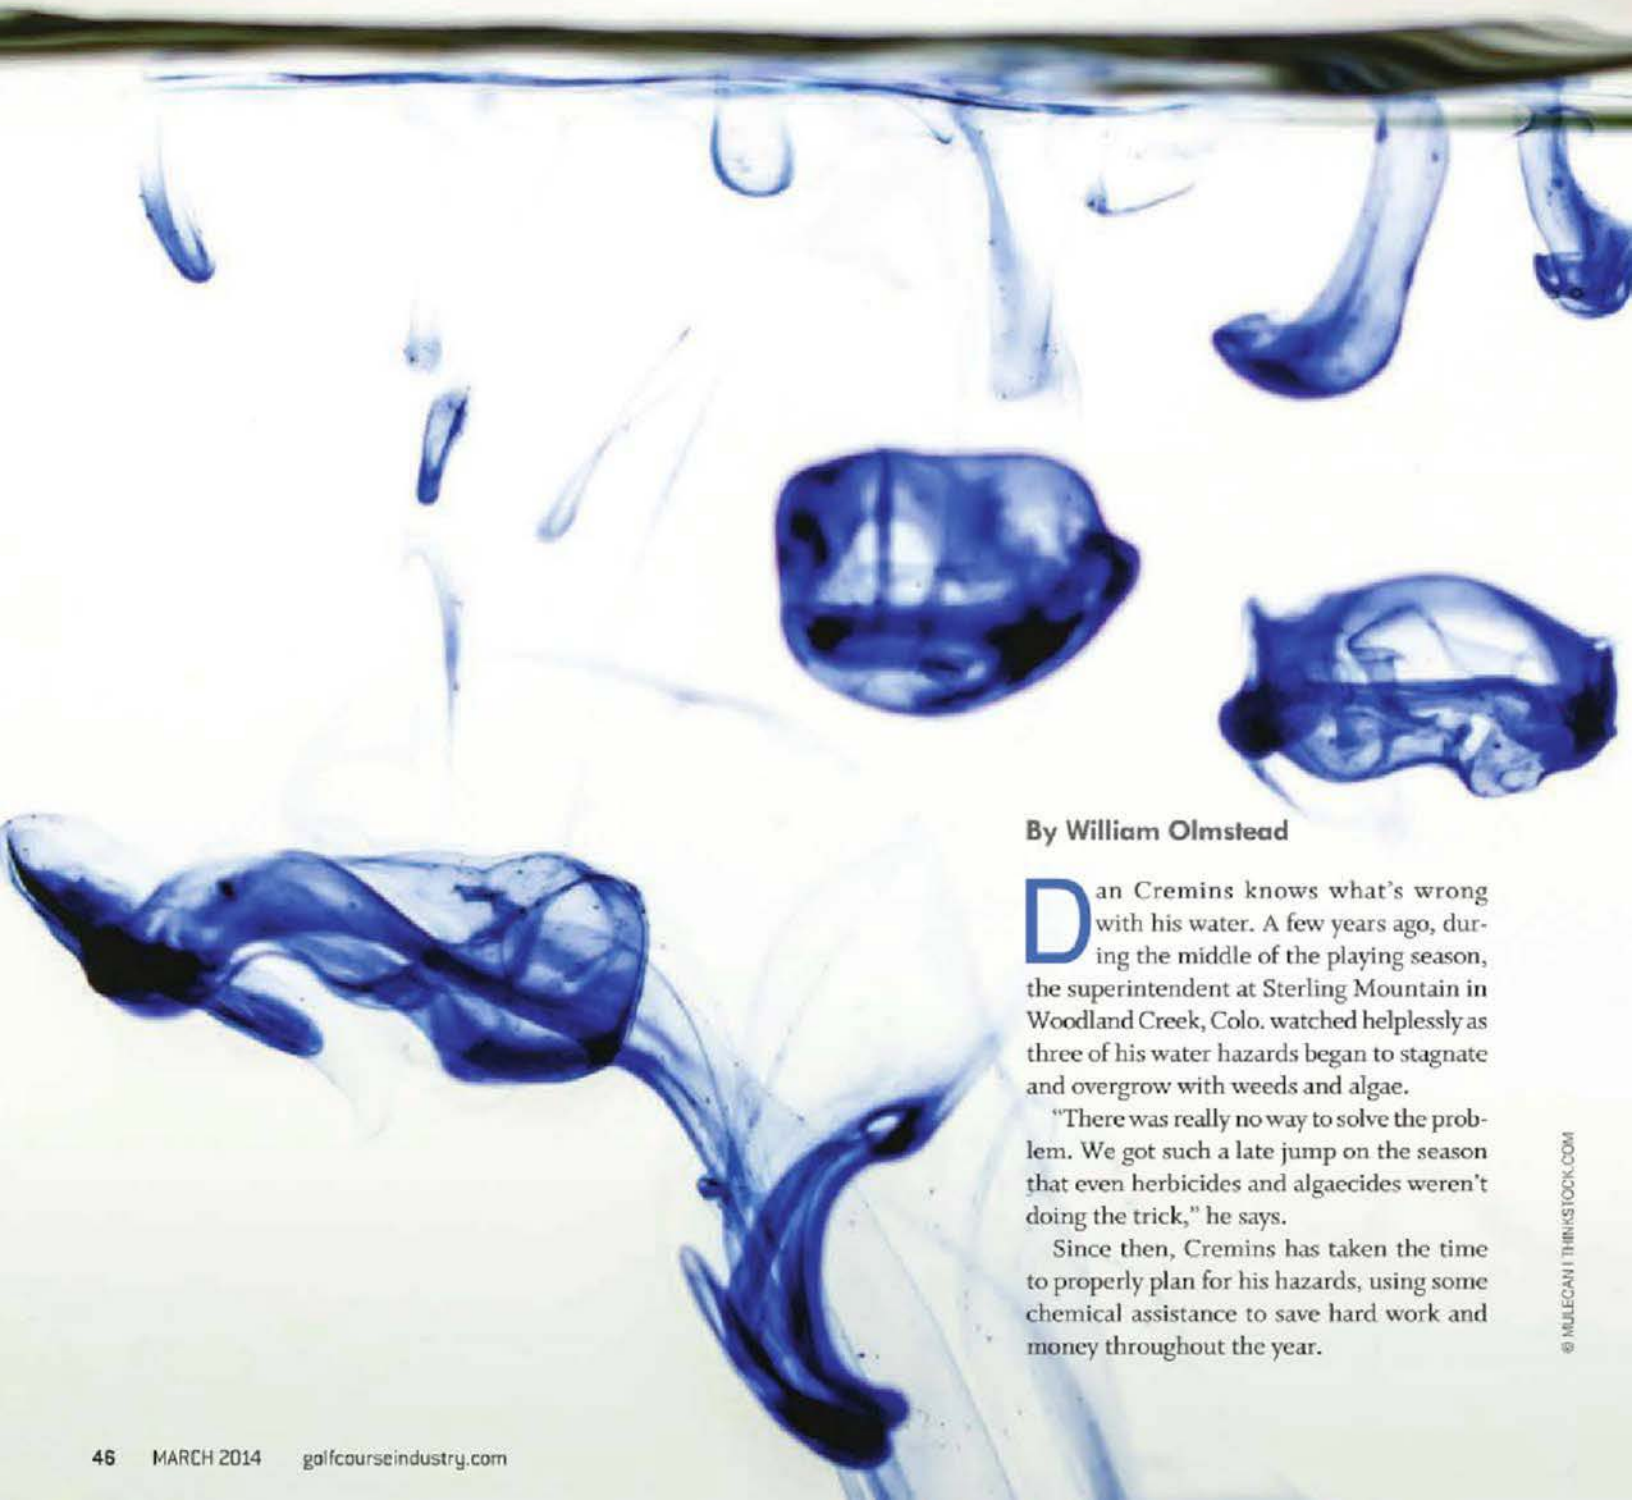 By William Olmstead
Dan Cremins knows what's wrong
with his water. A few years ago, dur-
ing the middle of the playing season,
the superintendent at Sterling Mountain in
Woodland Creek, Colo. watched helplessly as
three of his water hazards began to stagnate
and overgrow with weeds and algae.
"There was really no way to solve the prob-
lem. We got such a late jump on the season
that even herbicides and algaecides weren't
doing the trick," he says.
Since then, Cremins has taken the time
to properly plan for his hazards, using some
chemical assistance to save hard work and
money throughout the year.
© MULECIAN I THINKSTOCK.COM
46 MARCH 2014 golfcourseindustry.com